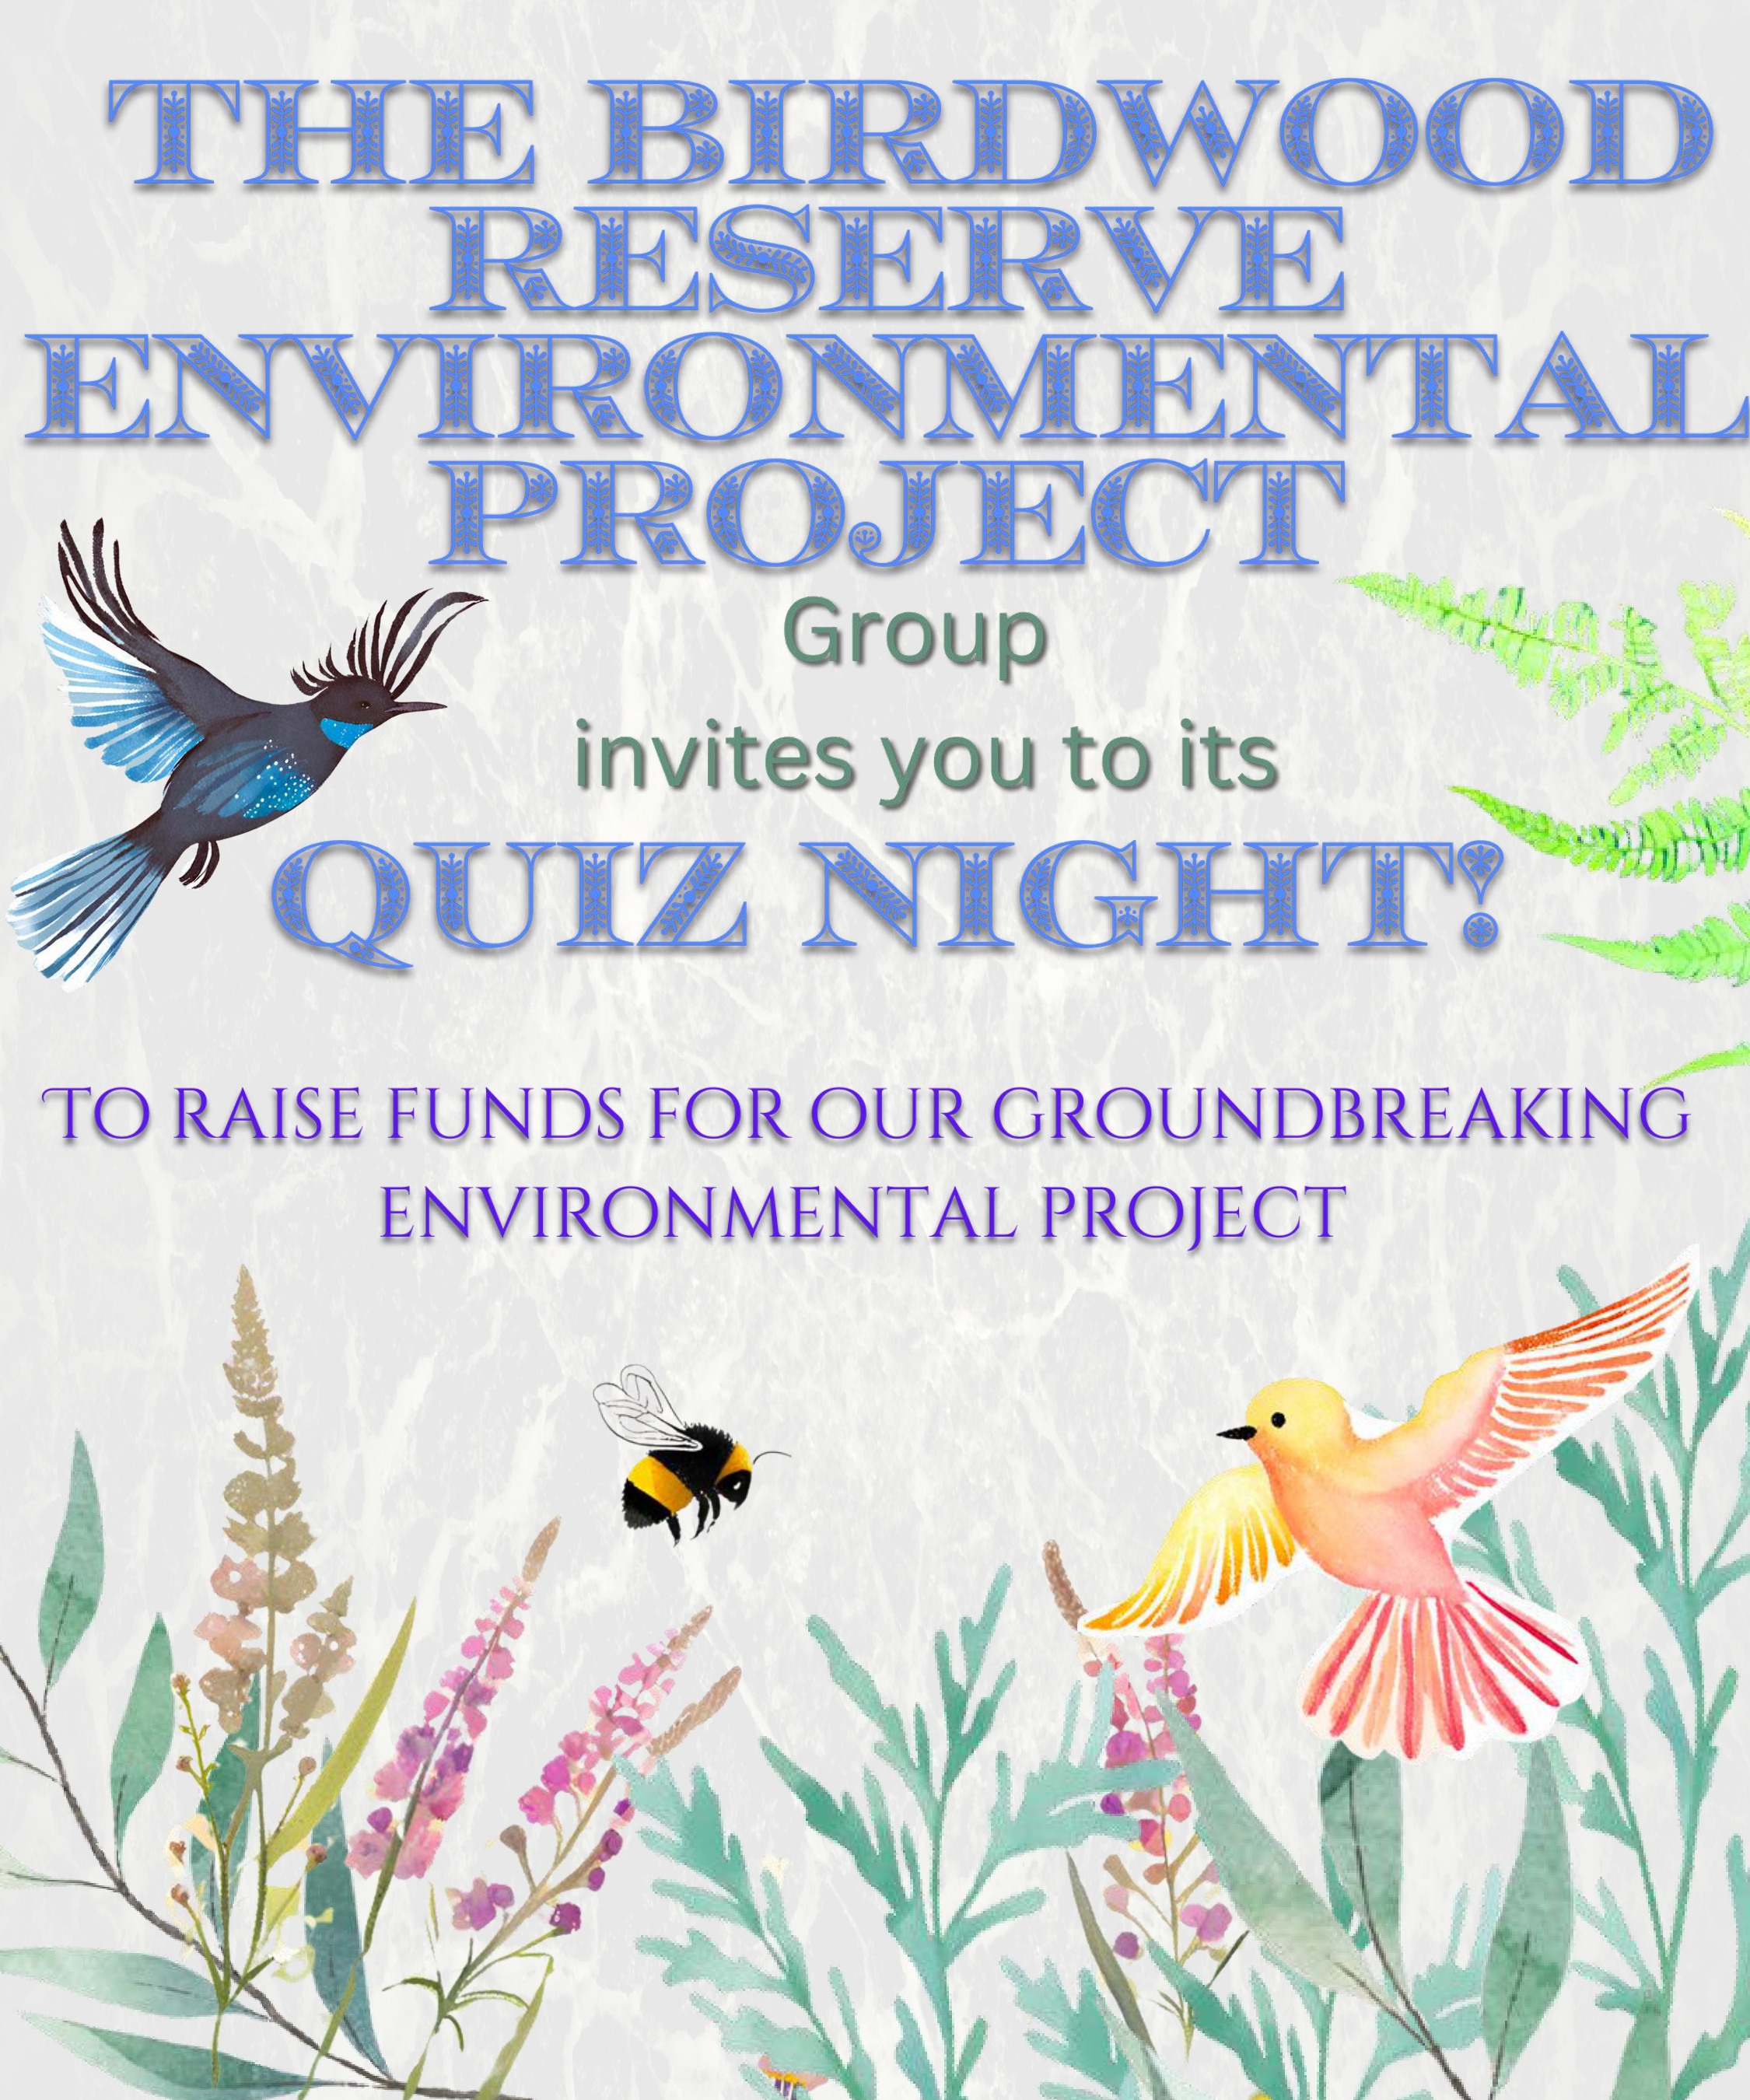 THE BIRDWOOD
RESERVE
ENVIRONMENTAL
PROJECT
Group
invites you to its
QUIZ NIGHT!
TO RAISE FUNDS FOR OUR GROUNDBREAKING
ENVIRONMENTAL PROJECT